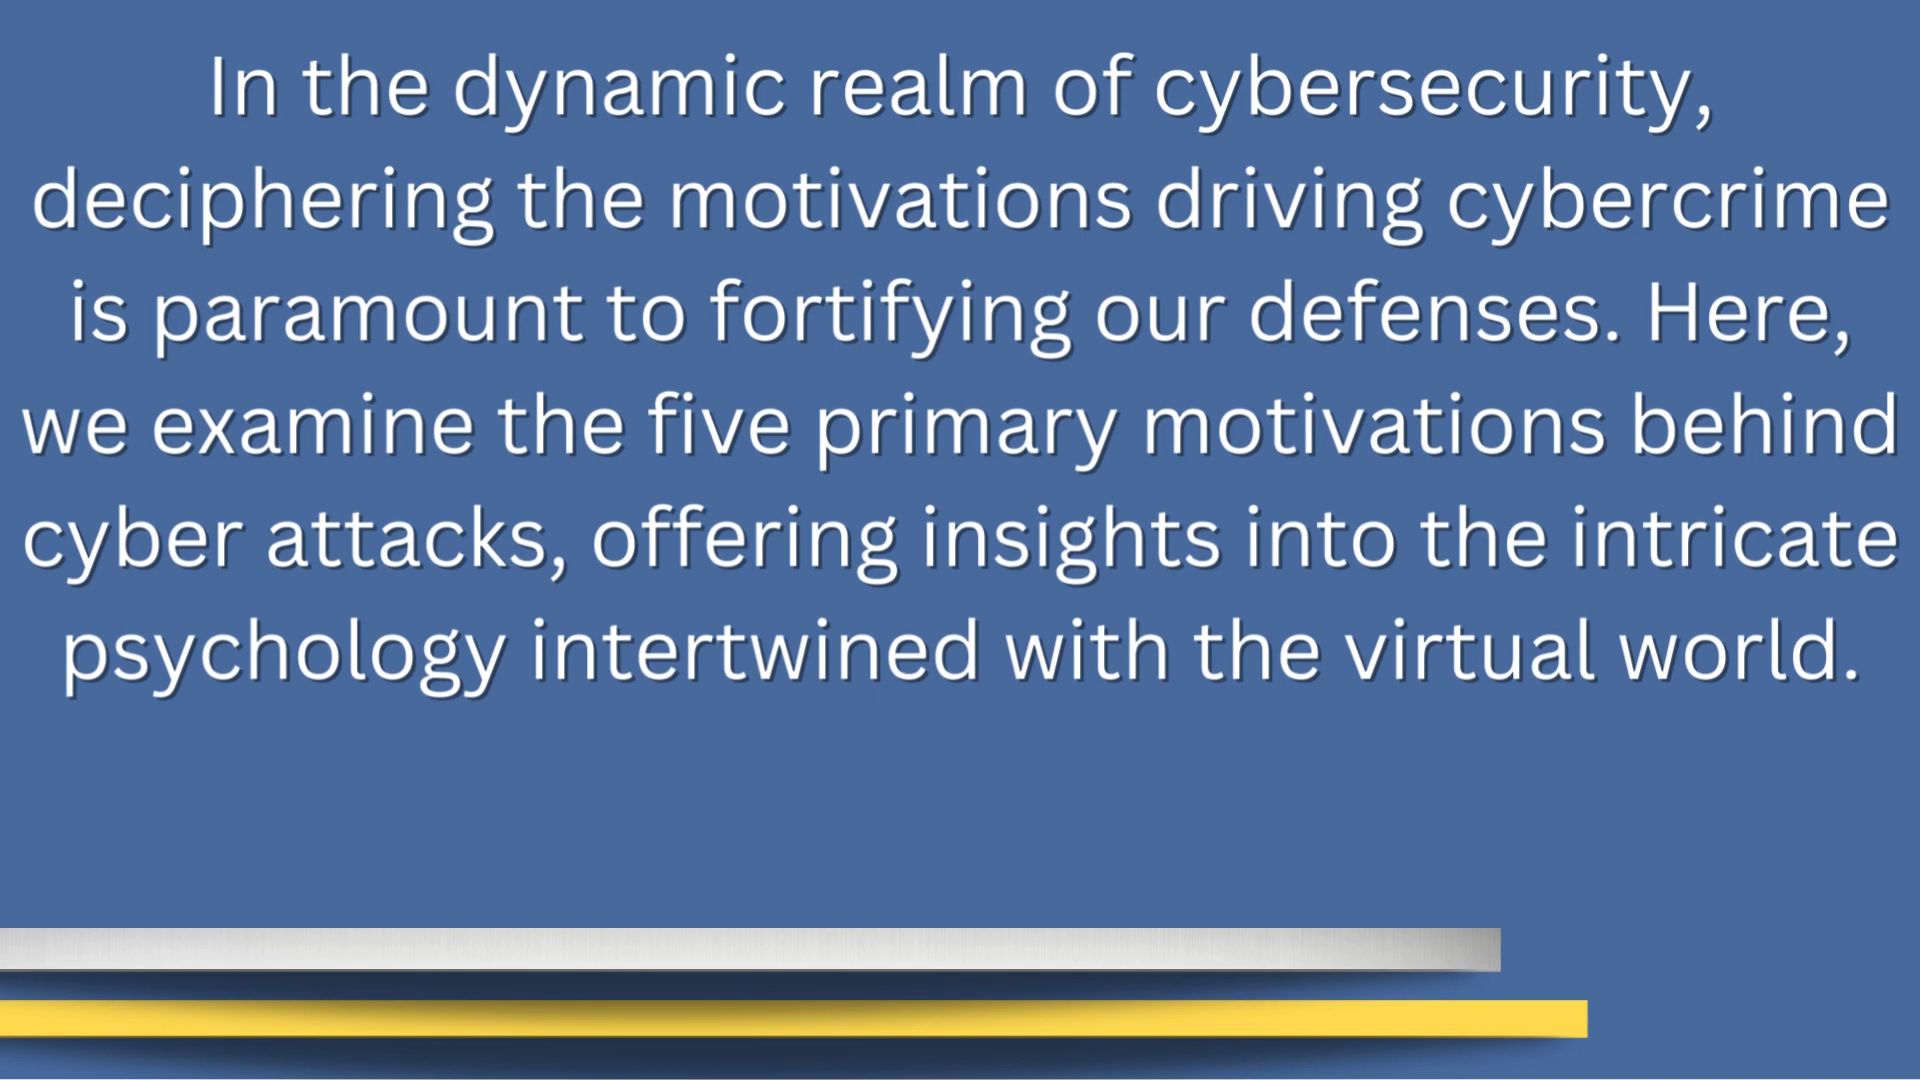 In the dynamic realm of cybersecurity,
deciphering the motivations driving cybercrime
is paramount to fortifying our defenses. Here,
we examine the five primary motivations behind
cyber attacks, offering insights into the intricate
psychology intertwined with the virtual world.